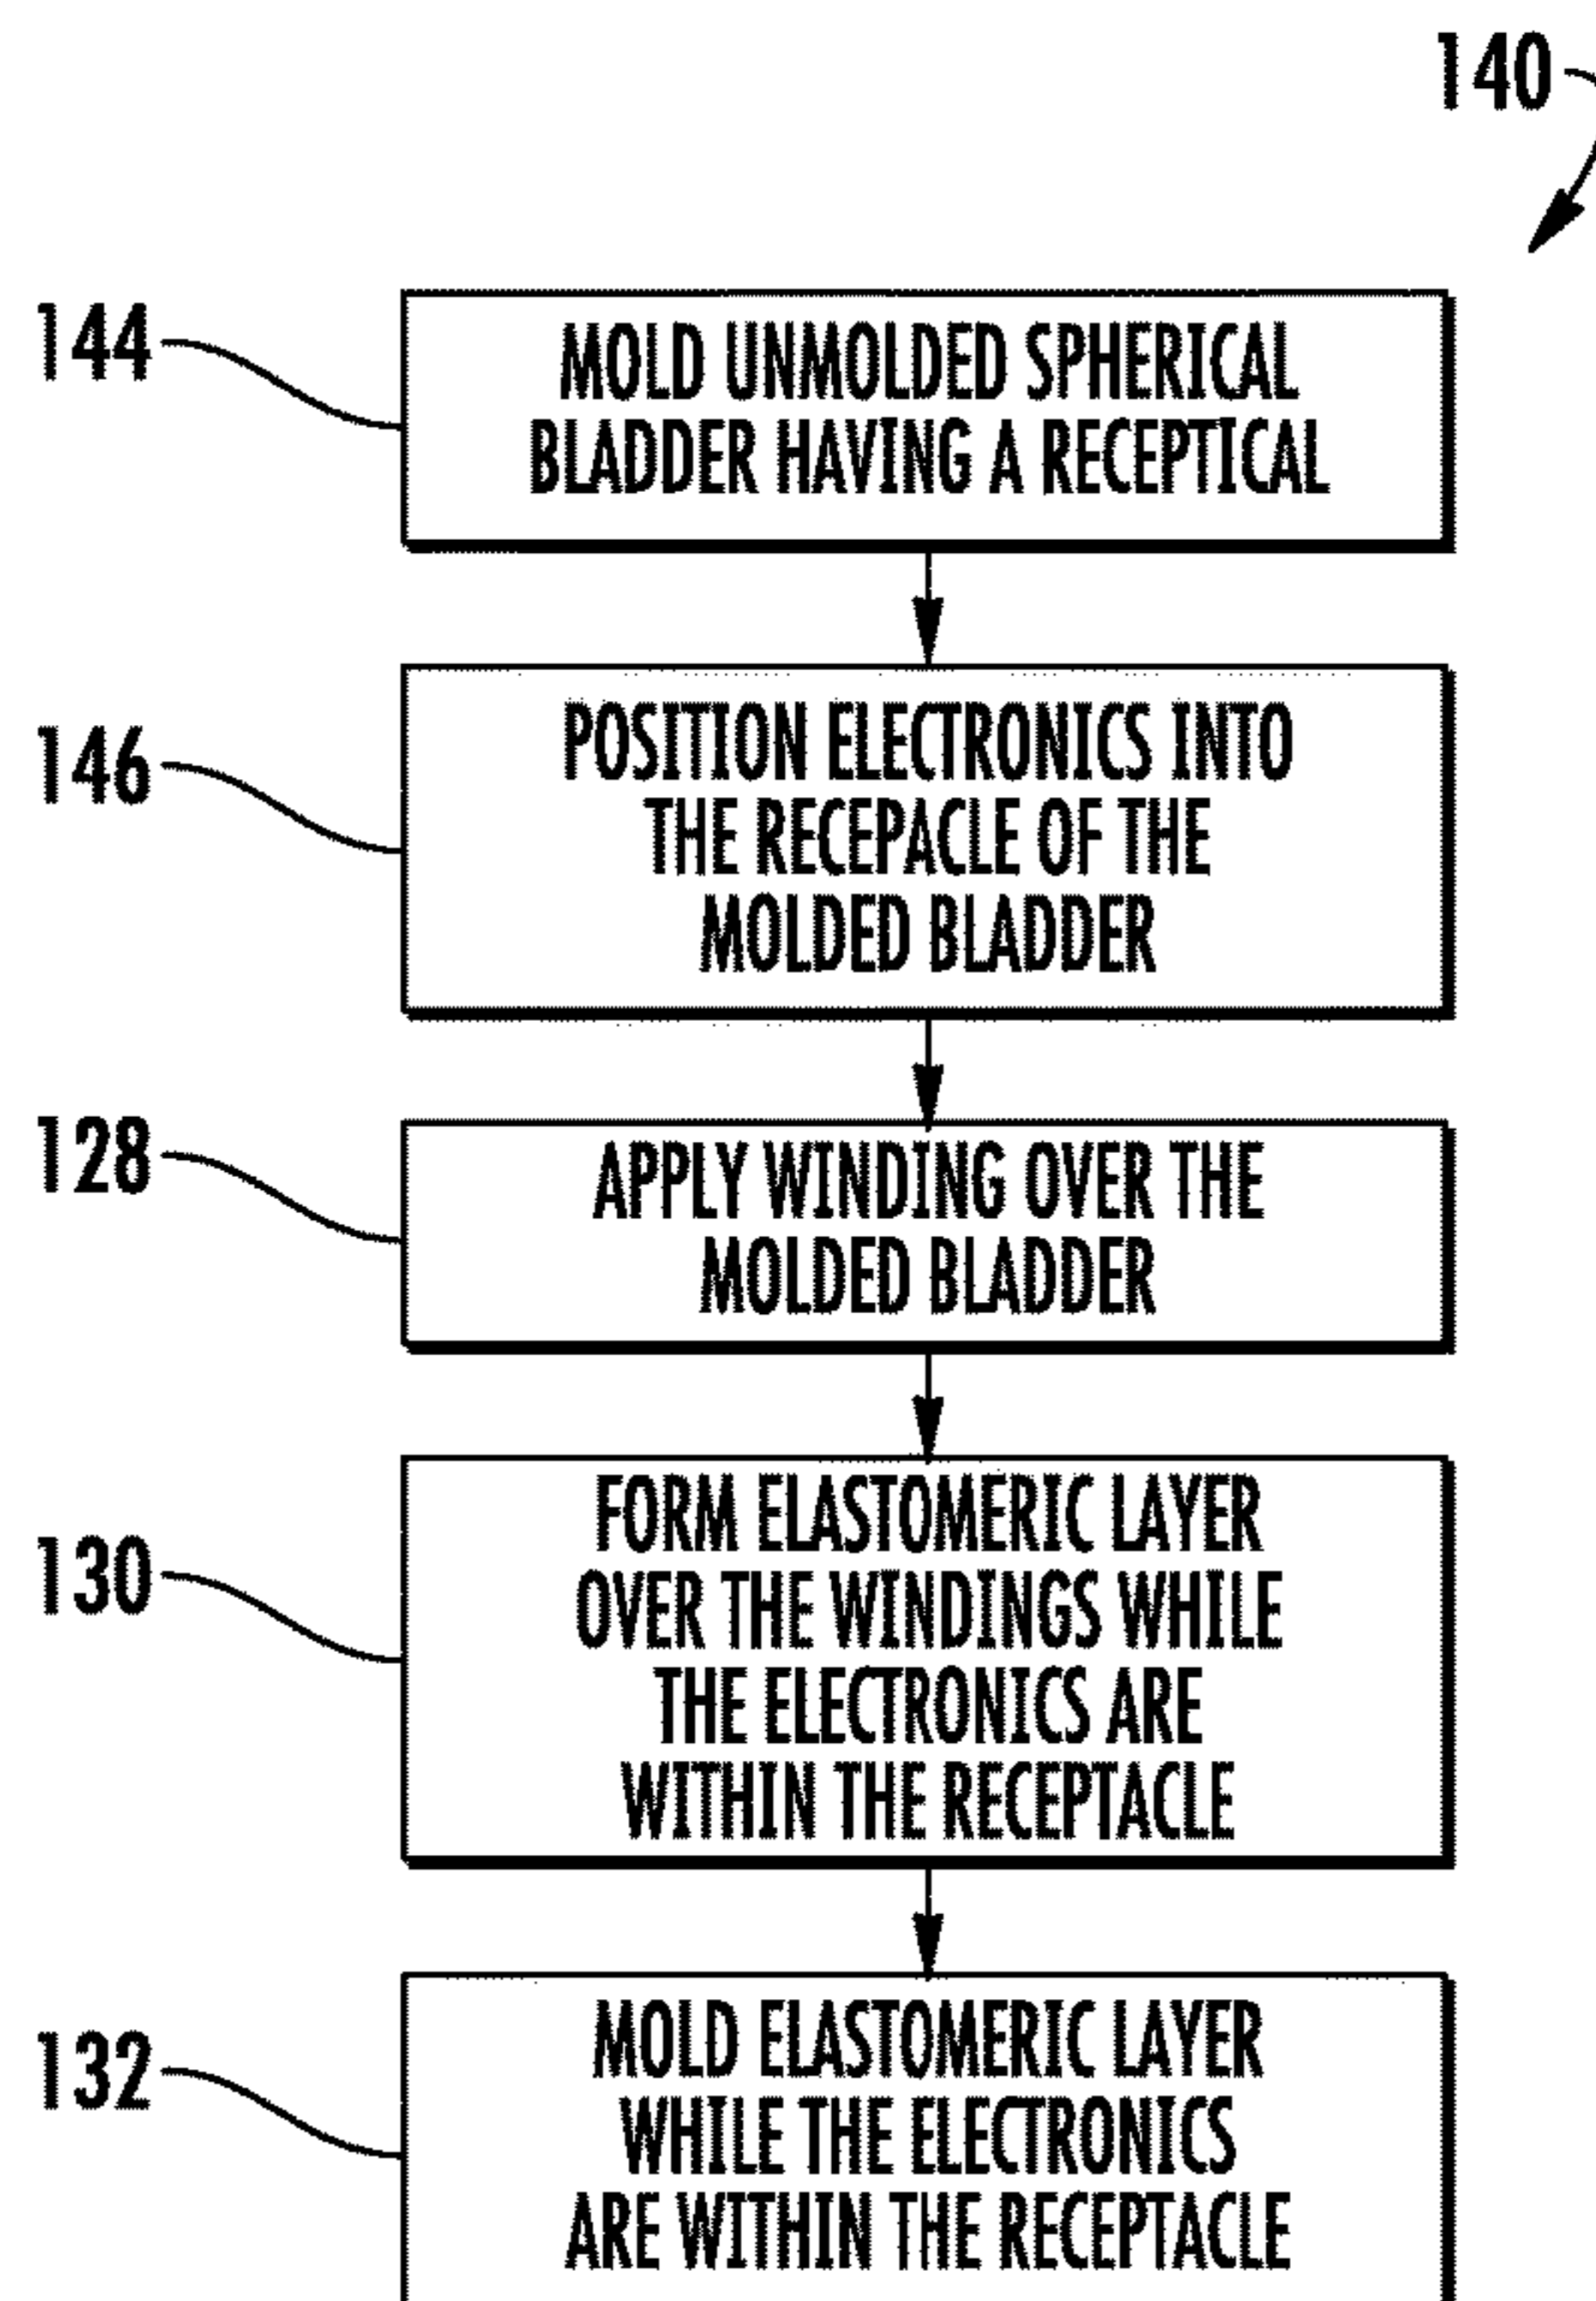 140
144
MOLD UNMOLDED SPHERICAL
BLADDER HAVING A RECEPTICAL
146
POSITION ELECTRONICS INTO
THE RECEPACLE OF THE
MOLDED BLADDER
128
APPLY WINDING OVER THE
MOLDED BLADDER
130
FORM ELASTOMERIC LAYER
OVER THE WINDINGS WHILE
THE ELECTRONICS ARE
WITHIN THE RECEPTACLE
132
MOLD ELASTOMERIC LAYER
WHILE THE ELECTRONICS
ARE WITHIN THE RECEPTACLE